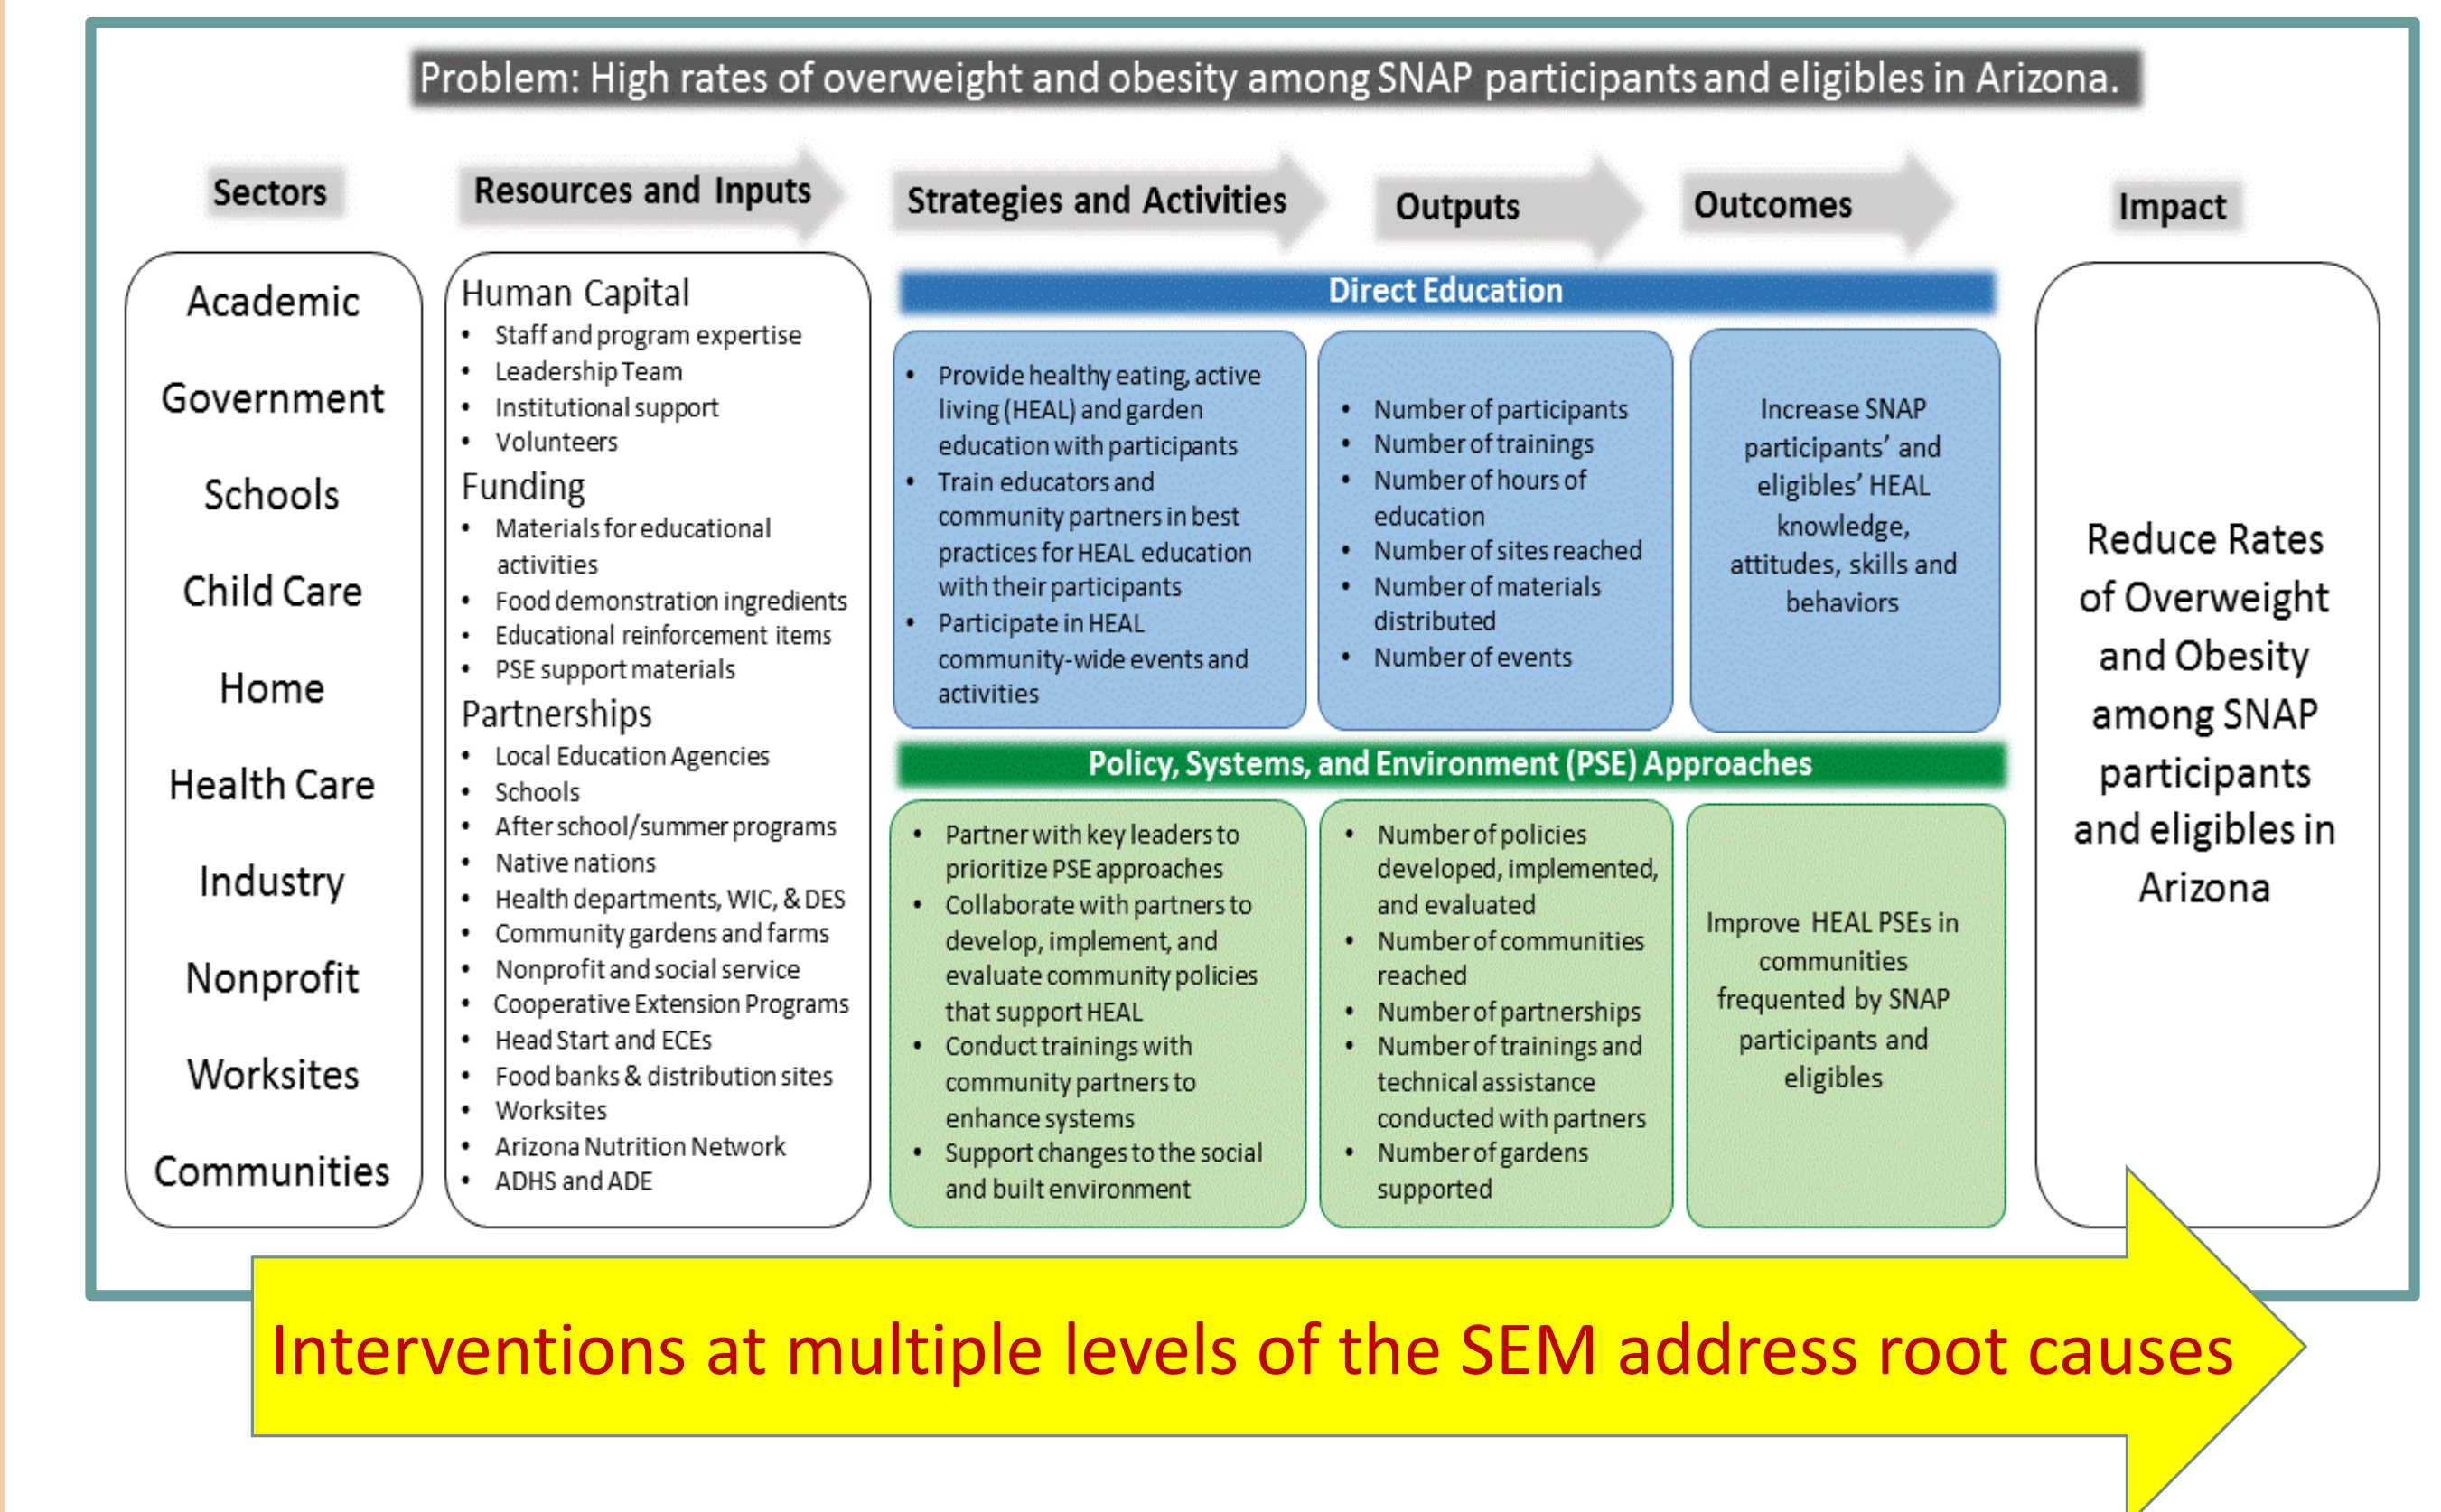 Problem: High rates of overweight and obesity among SNAP participants and eligibles in Arizona.
Sectors
Resources and Inputs
Strategies and Activities
Outputs
Outcomes
Impact
Academic
Government
Schools
Child Care
Home
Health Care
Industry
Nonprofit
Worksites
Communities
Human Capital
• Staff and program expertise
• Leadership Team
• Institutional support
• Volunteers
Funding
• Materials for educational
activities
• Food demonstration ingredients
• Educational reinforcement items
• PSE support materials
Partnerships
• Local Education Agencies
• Schools
• After school/summer programs
• Native nations
• Health departments, WIC, & DES
• Community gardens and farms
• Nonprofit and social service
• Cooperative Extension Programs
• Head Start and ECEs
• Food banks & distribution sites
• Worksites
• Arizona Nutrition Network
• ADHS and ADE
Direct Education
• Provide healthy eating, active
living (HEAL) and garden
education with participants
• Train educators and
community partners in best
practices for HEAL education
with their participants
• Participate in HEAL
community-wide events and
activities
• Number of participants
• Number of trainings
• Number of hours of
education
• Number of sites reached
• Number of materials
distributed
• Number of events
Increase SNAP
participants’ and
eligibles’ HEAL
knowledge,
attitudes, skills and
behaviors
Policy, Systems, and Environment (PSE) Approaches
• Partner with key leaders to
prioritize PSE approaches
• Collaborate with partners to
develop, implement, and
evaluate community policies
that support HEAL
• Conduct trainings with
community partners to
enhance systems
• Support changes to the social
and built environment
• Number of policies
developed, implemented,
and evaluated
• Number of communities
reached
• Number of partnerships
• Number of trainings and
technical assistance
conducted with partners
• Number of gardens
supported
Improve HEAL PSEs in
communities
frequented by SNAP
participants and
eligibles
Reduce Rates
of Overweight
and Obesity
among SNAP
participants
and eligibles in
Arizona
Interventions at multiple levels of the SEM address root causes